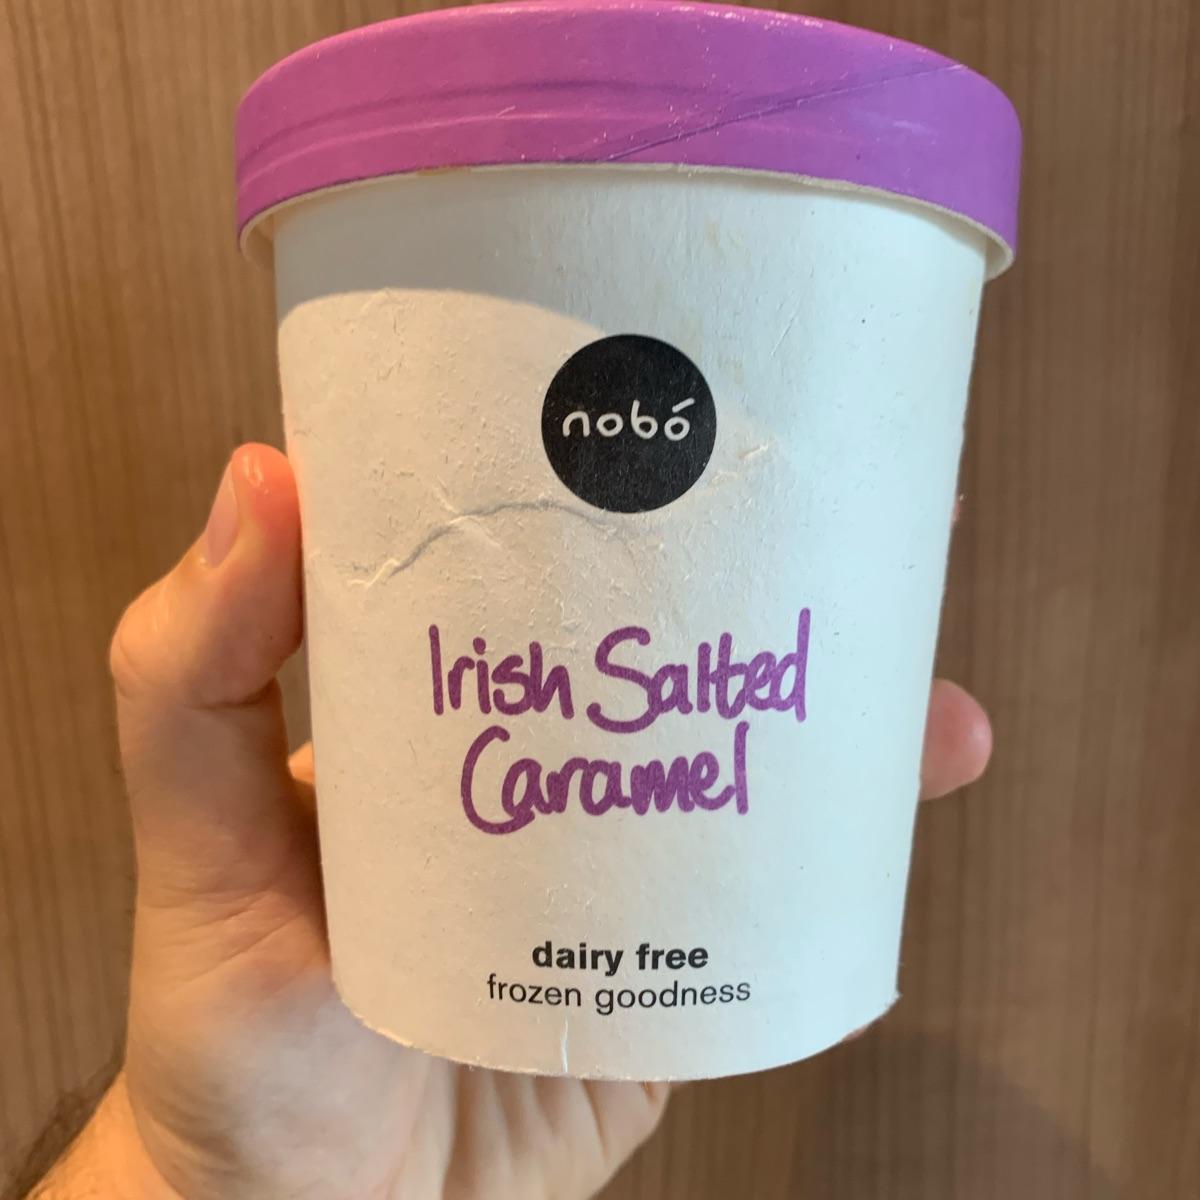 nobó
Irish Salted
Caramel
dairy free
frozen goodness